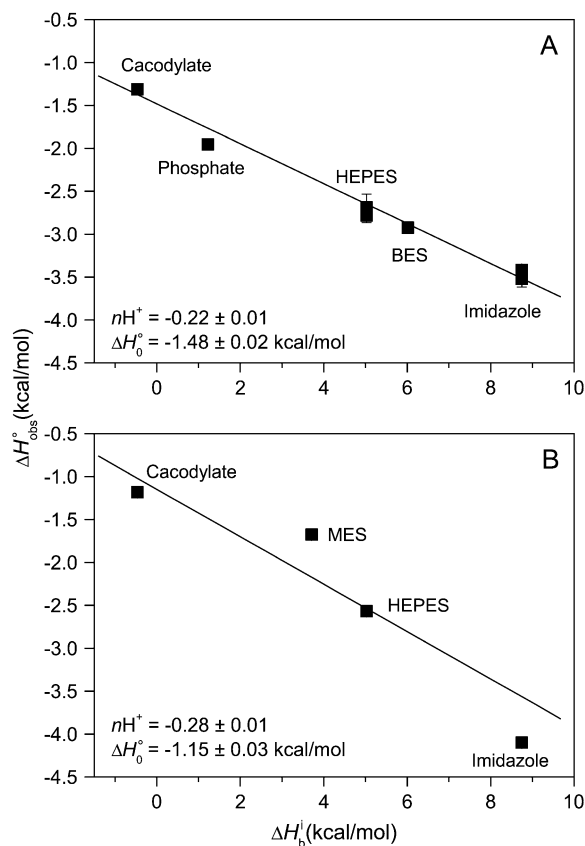 A
-0.5
-1.0
-1.5
-2.0
-2.5
-3.0
-3.5
-4.0
-4.5
Cacodylate
Phosphate
HEPES
BES
Imidazole
nH⁺ = -0.22 ± 0.01
ΔH°₀ = -1.48 ± 0.02 kcal/mol
0 2 4 6 8 10
ΔH°obs(kcal/mol)
B
-0.5
-1.0
-1.5
-2.0
-2.5
-3.0
-3.5
-4.0
-4.5
Cacodylate
MES
HEPES
Imidazole
nH⁺ = -0.28 ± 0.01
ΔH°₀ = -1.15 ± 0.03 kcal/mol
0 2 4 6 8 10
ΔHᵢb(kcal/mol)